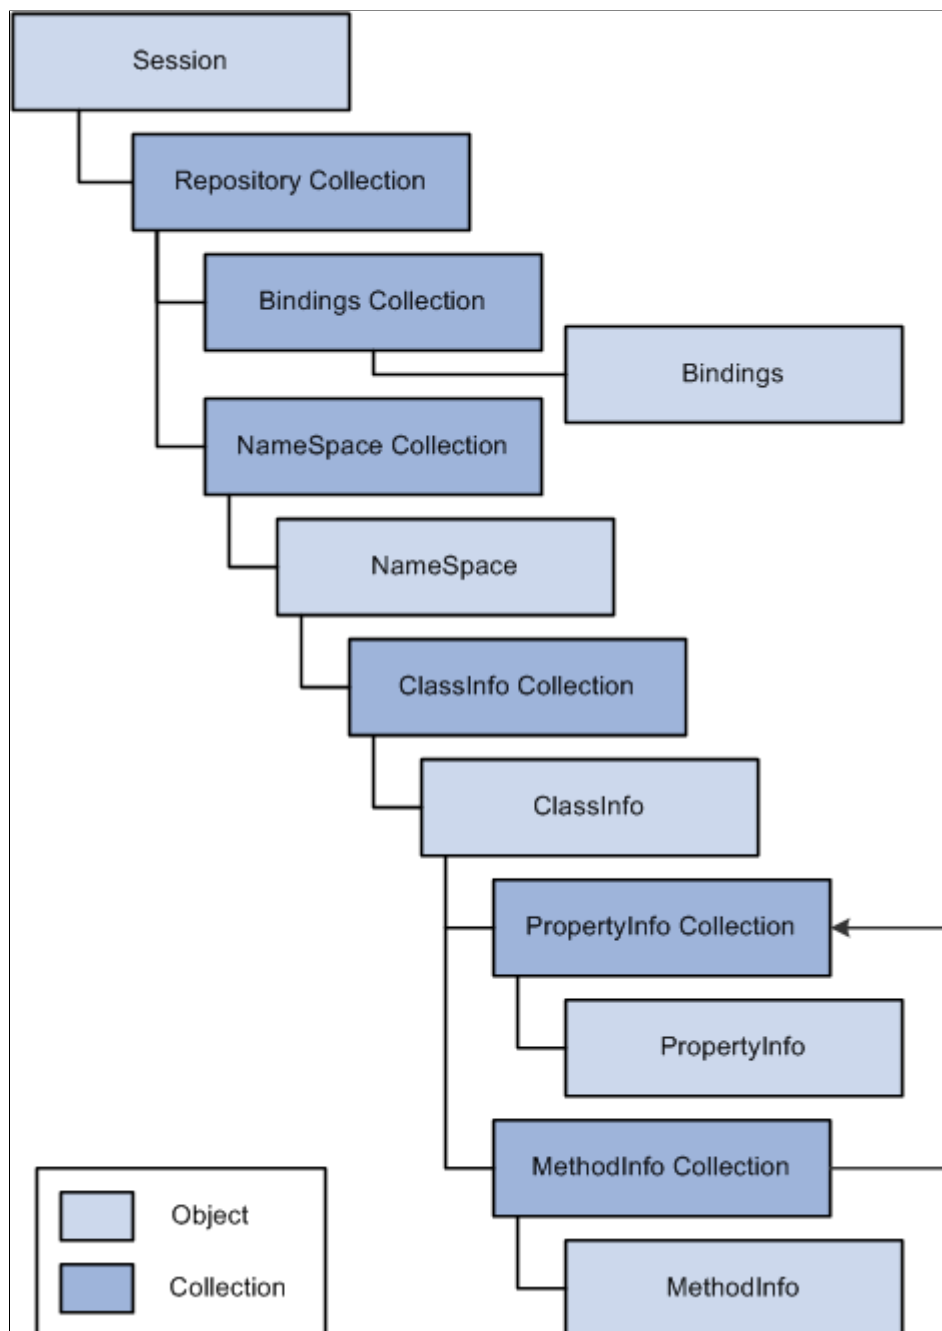 Session
Repository Collection
Bindings Collection
Bindings
NameSpace Collection
NameSpace
ClassInfo Collection
ClassInfo
PropertyInfo Collection
PropertyInfo
MethodInfo Collection
MethodInfo
Object
Collection